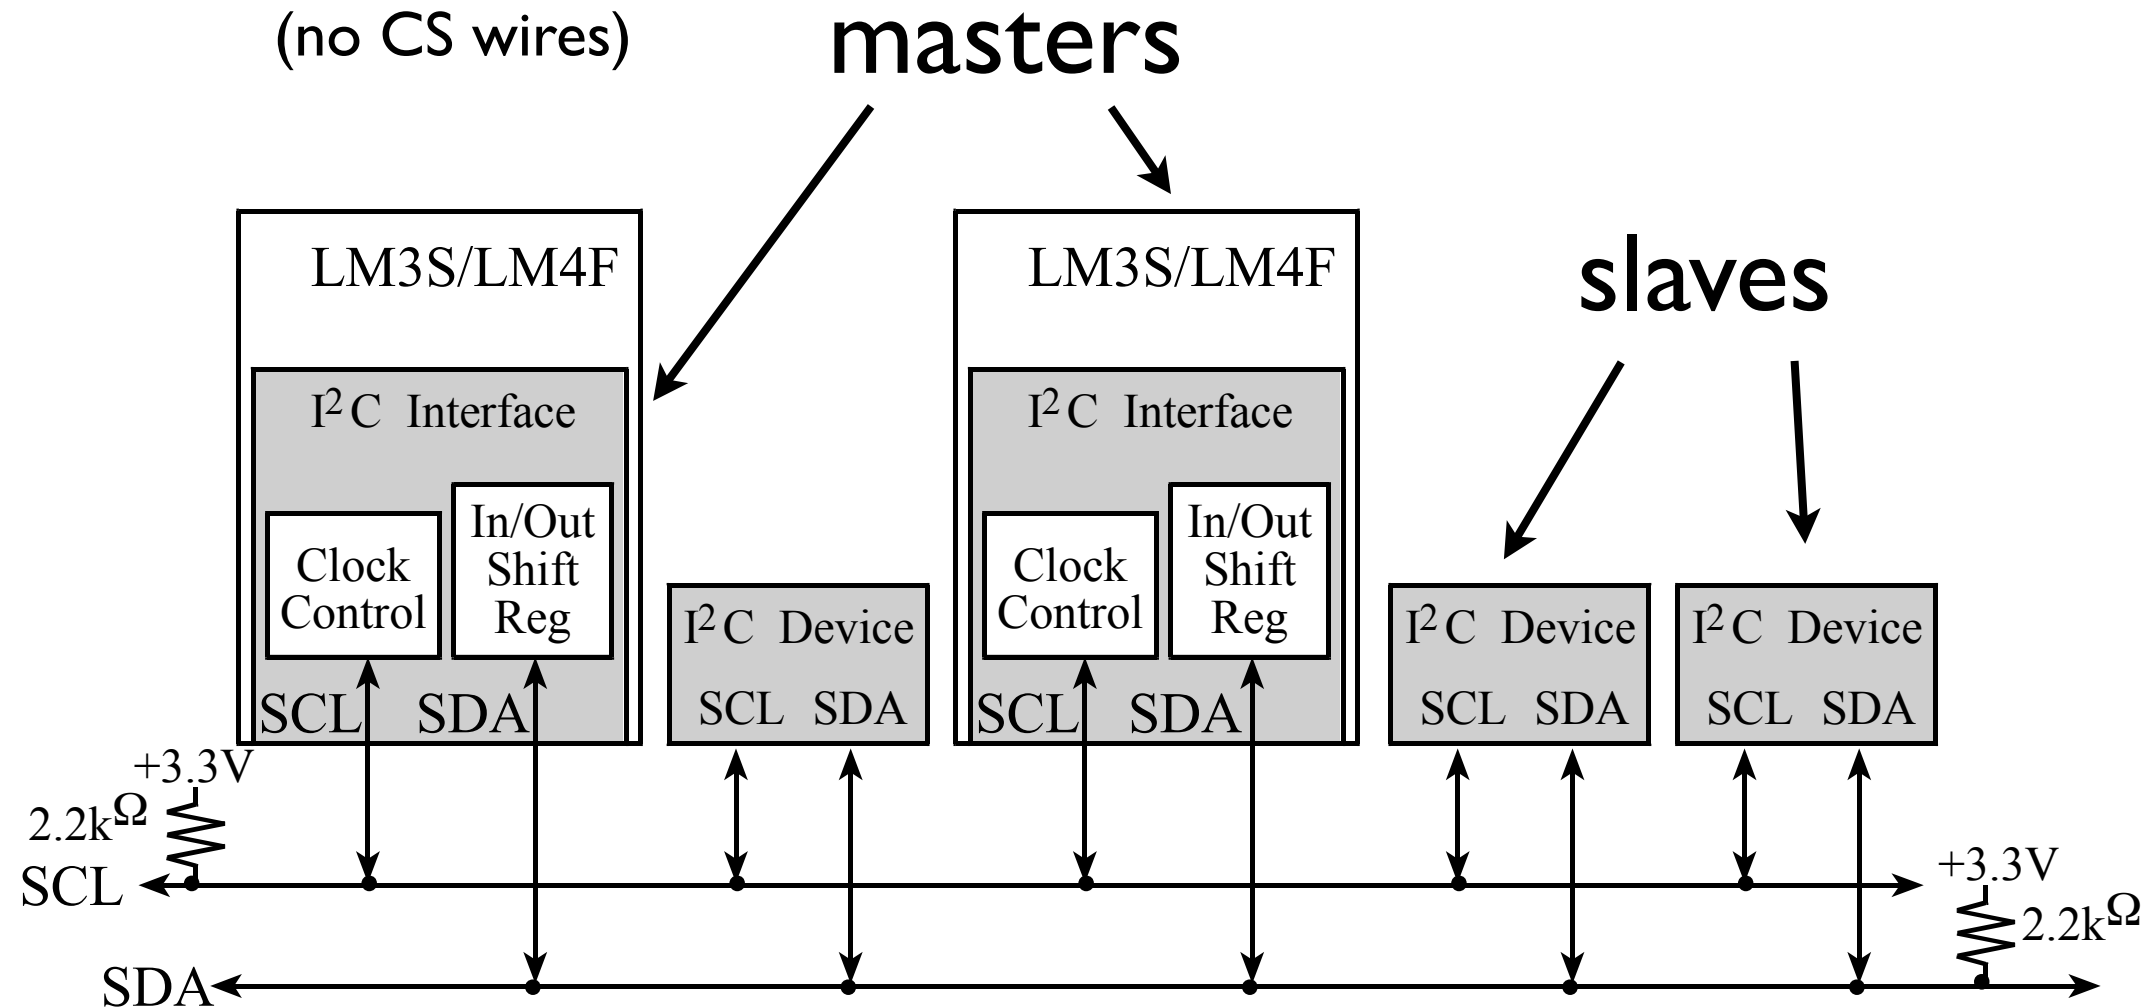 (no CS wires)
masters
slaves
LM3S/LM4F
I²C Interface
Clock
Control
In/Out
Shift
Reg
SCL SDA
I²C Device
SCL SDA
LM3S/LM4F
I²C Interface
Clock
Control
In/Out
Shift
Reg
SCL SDA
I²C Device
SCL SDA
I²C Device
SCL SDA
+3.3V
2.2kΩ
SCL
+3.3V
2.2kΩ
SDA